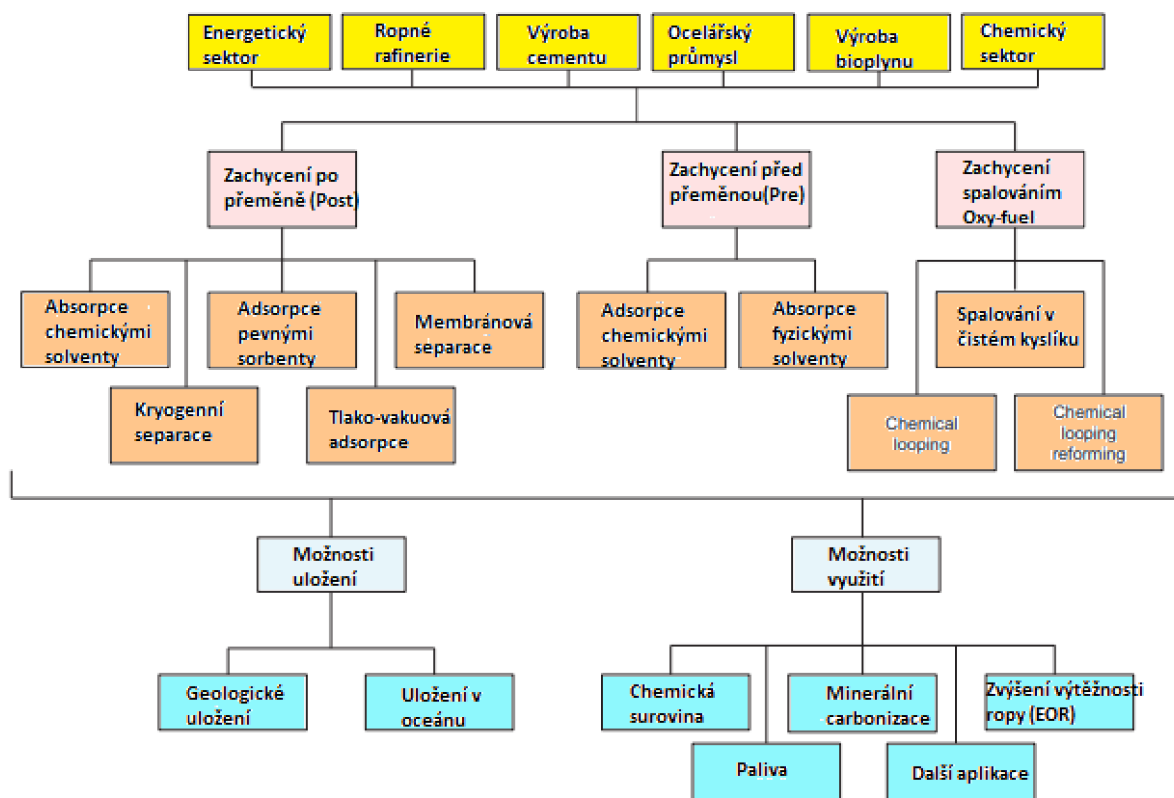 Energetický
sektor
Ropné
rafinerie
Výroba
cementu
Ocelářský
průmysl
Výroba
bioplynu
Chemický
sektor
Zachycení po
přeměně (Post)
Zachycení před
přeměnou(Pre)
Zachycení
spalováním
Oxy-fuel
Absorpce
chemickými
solventy
Adsorpce
pevnými
sorbenty
Membránová
separace
Adsorpce
chemickými
solventy
Absorpce
fyzickými
solventy
Spalování v
čistém kyslíku
Kryogenní
separace
Tlako-vakuová
adsorpce
Chemical
looping
Chemical
looping
reforming
Možnosti
uložení
Možnosti
využití
Geologické
uložení
Uložení v
oceánu
Chemická
surovina
Minerální
carbonizace
Zvýšení výtěžnosti
ropy (EOR)
Paliva
Další aplikace